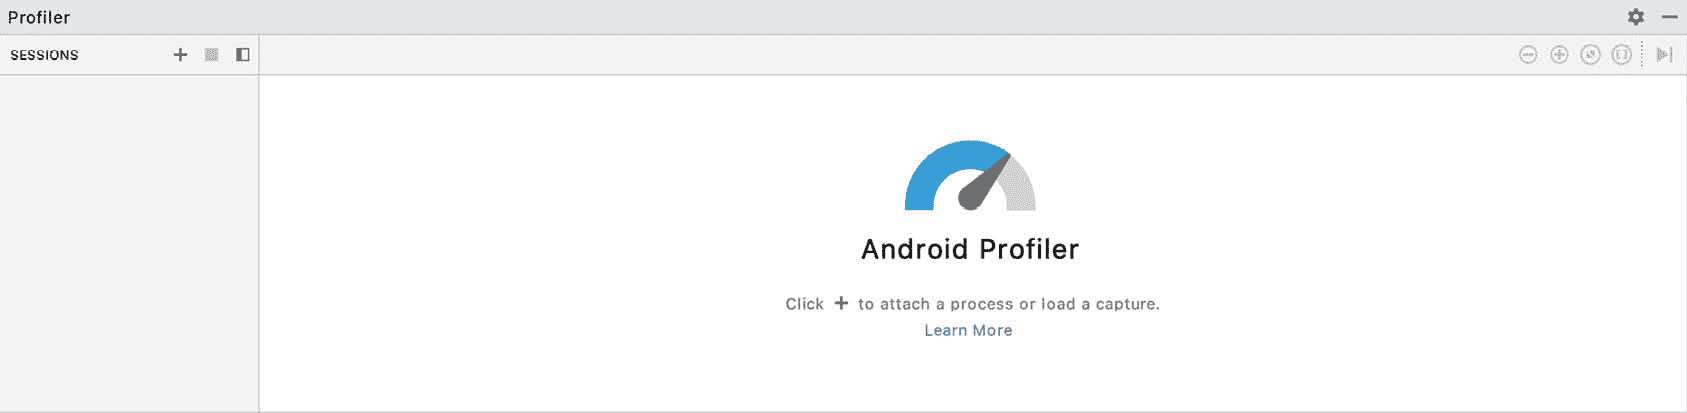 Profiler
SESSIONS
Android Profiler
Click + to attach a process or load a capture.
Learn More